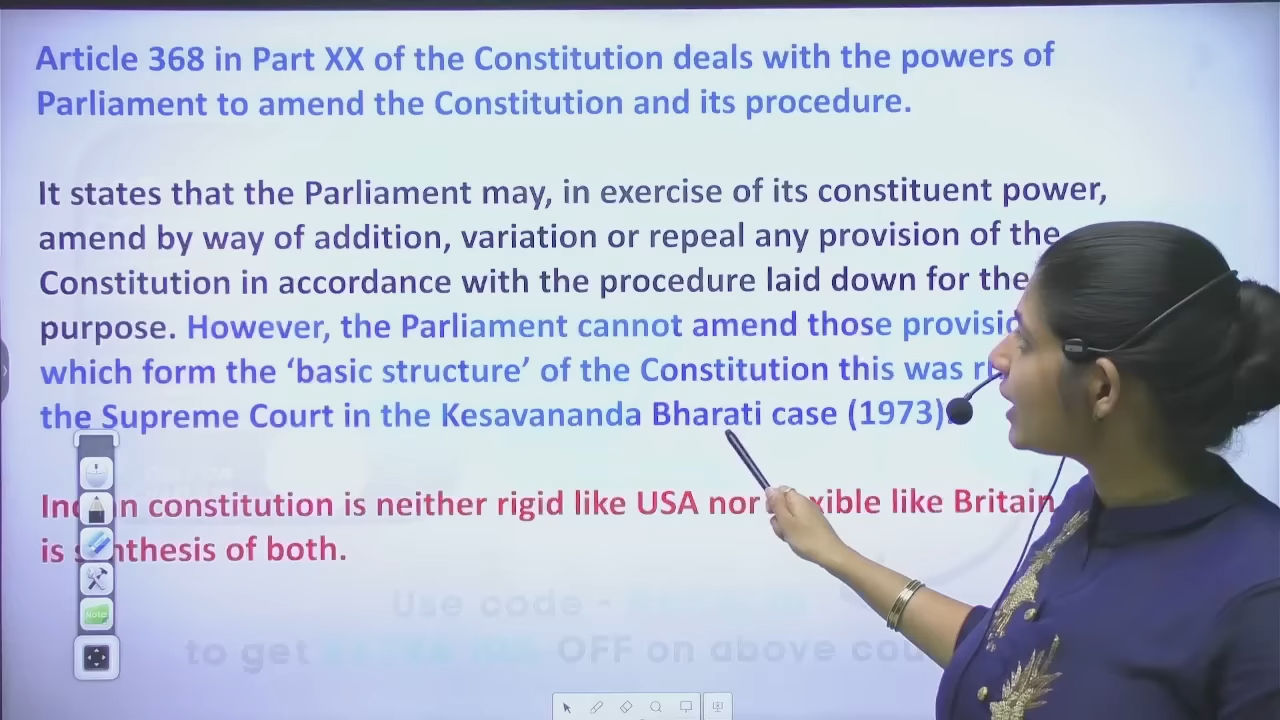 Article 368 in Part XX of the Constitution deals with the powers of
Parliament to amend the Constitution and its procedure.
It states that the Parliament may, in exercise of its constituent power,
amend by way of addition, variation or repeal any provision of the
Constitution in accordance with the procedure laid down for the
purpose. However, the Parliament cannot amend those
which form the ‘basic structure’ of the Constitution this was
the Supreme Court in the Kesavananda Bharati case (1973)
constitution is neither rigid like USA nor like Britain
is of both.
Note
Use code -
to get OFF on above